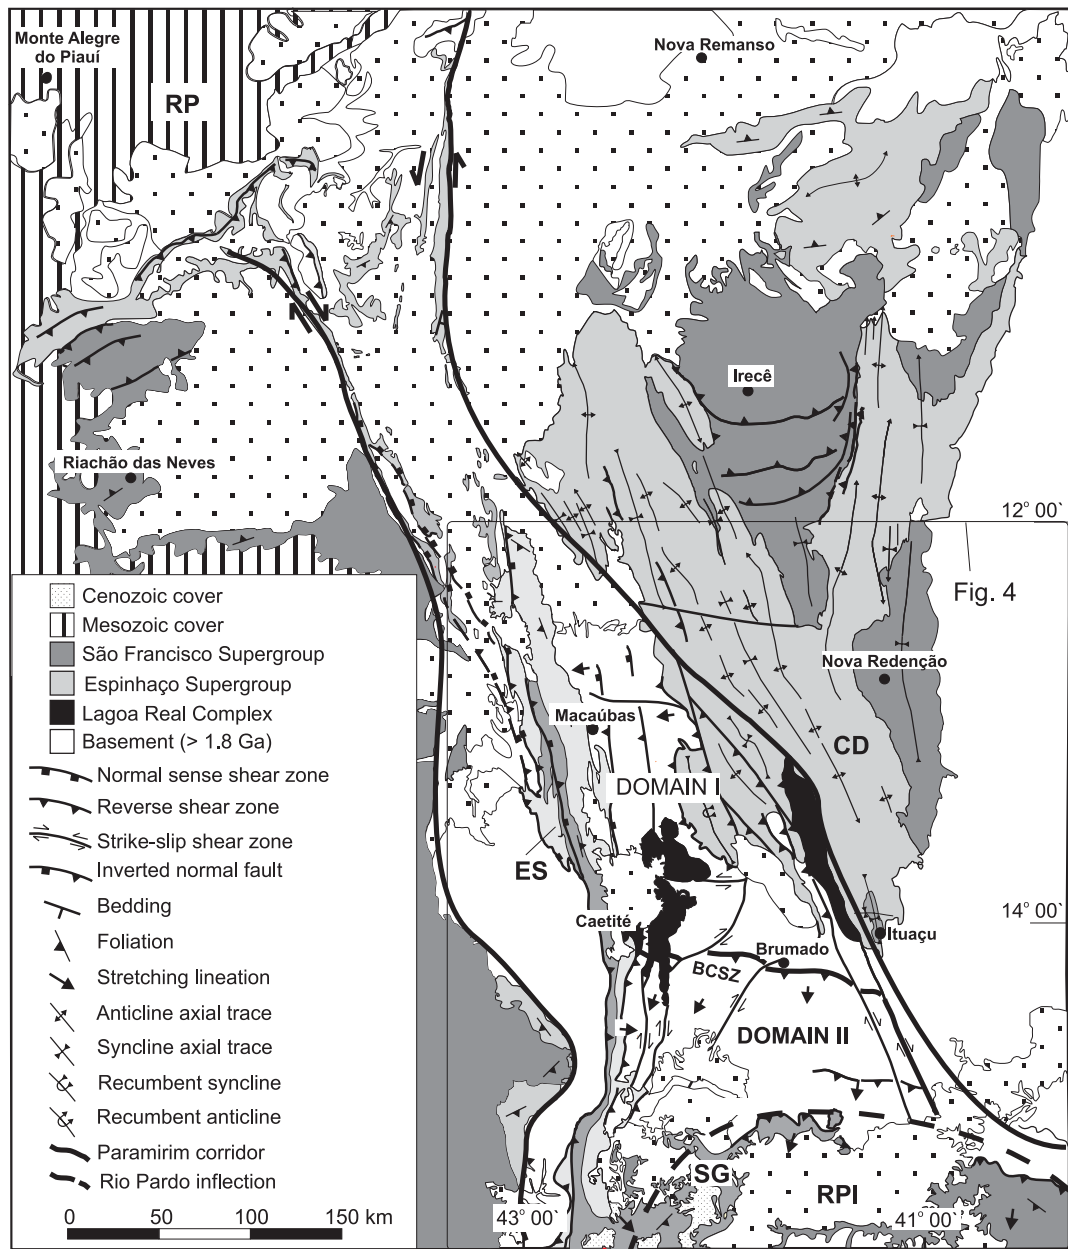 Monte Alegre
do Piauí
RP
Nova Remanso
Irecê
Riachão das Neves
12° 00`
Fig. 4
Nova Redenção
Macaúbas
CD
DOMAIN I
ES
Caetité
14° 00`
Ituaçu
Brumado
BCSZ
DOMAIN II
SG
RPI
43° 00`
41° 00`
Cenozoic cover
Mesozoic cover
São Francisco Supergroup
Espinhaço Supergroup
Lagoa Real Complex
Basement (> 1.8 Ga)
Normal sense shear zone
Reverse shear zone
Strike-slip shear zone
Inverted normal fault
Bedding
Foliation
Stretching lineation
Anticline axial trace
Syncline axial trace
Recumbent syncline
Recumbent anticline
Paramirim corridor
Rio Pardo inflection
0 50 100 150 km